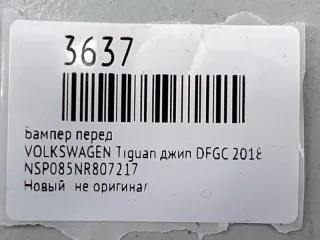 3637
Бампер перед
VOLKSWAGEN Tiguan джип DFGC 2018
NSP085NR807217
Новый не оригинал